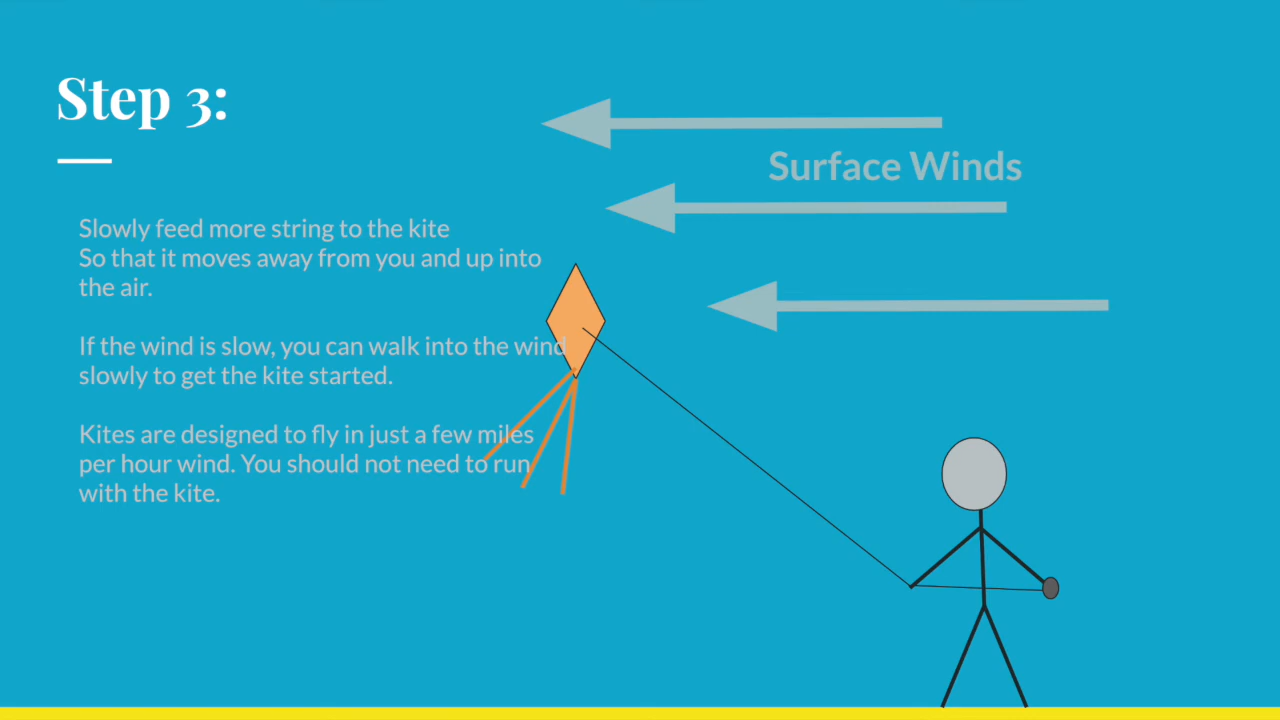 Step 3:
Surface Winds
Slowly feed more string to the kite
So that it moves away from you and up into
the air.
If the wind is slow, you can walk into the wind
slowly to get the kite started.
Kites are designed to fly in just a few miles
per hour wind. You should not need to run
with the kite.